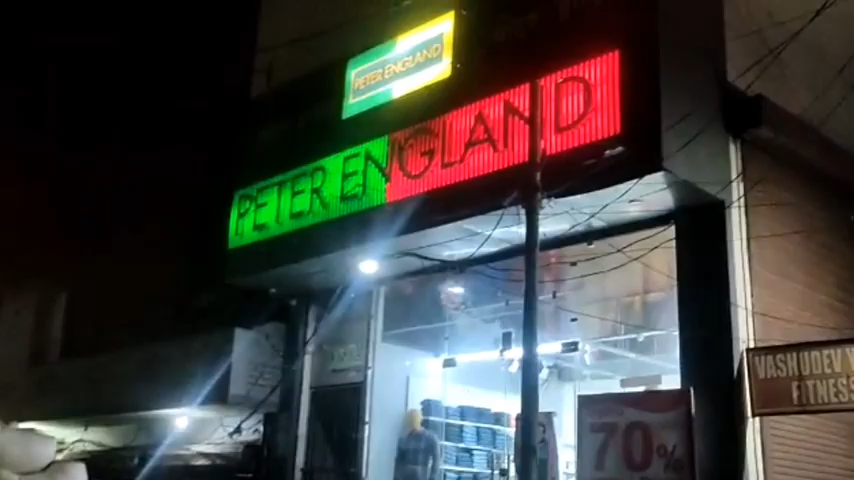 PETER ENGLAND
PETER ENGLAND
70%
VASHUDEV
FITNESS